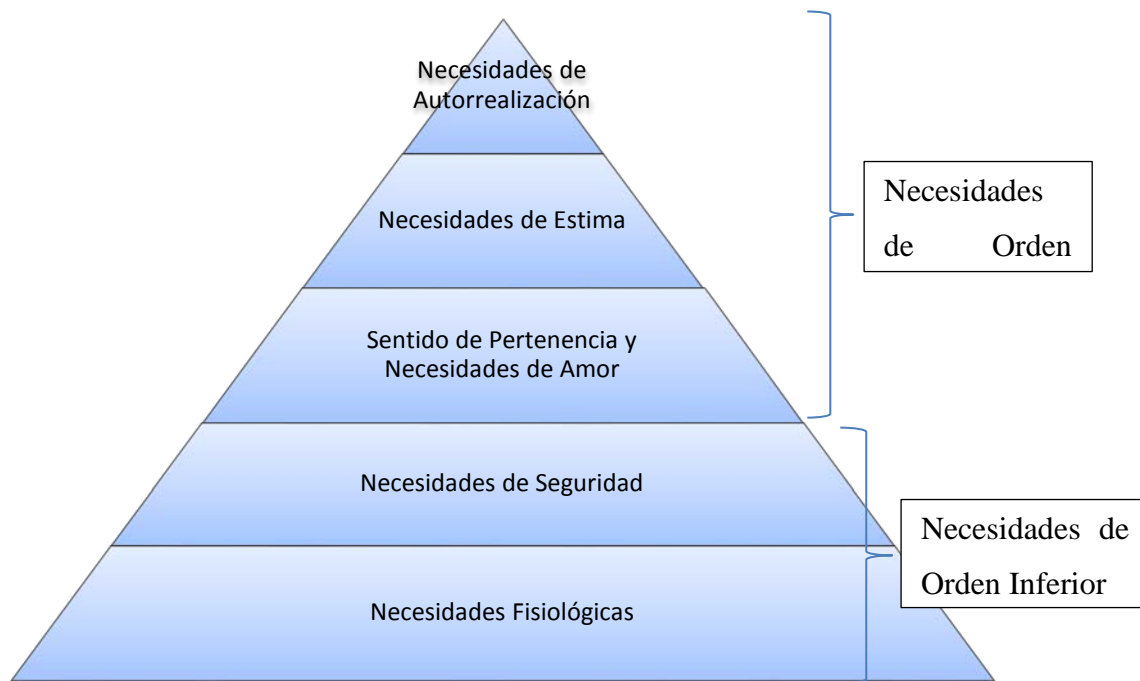 Necesidades de
Autorrealización
Necesidades de Estima
Sentido de Pertenencia y
Necesidades de Amor
Necesidades de Seguridad
Necesidades Fisiológicas
Necesidades
de Orden
Necesidades de
Orden Inferior